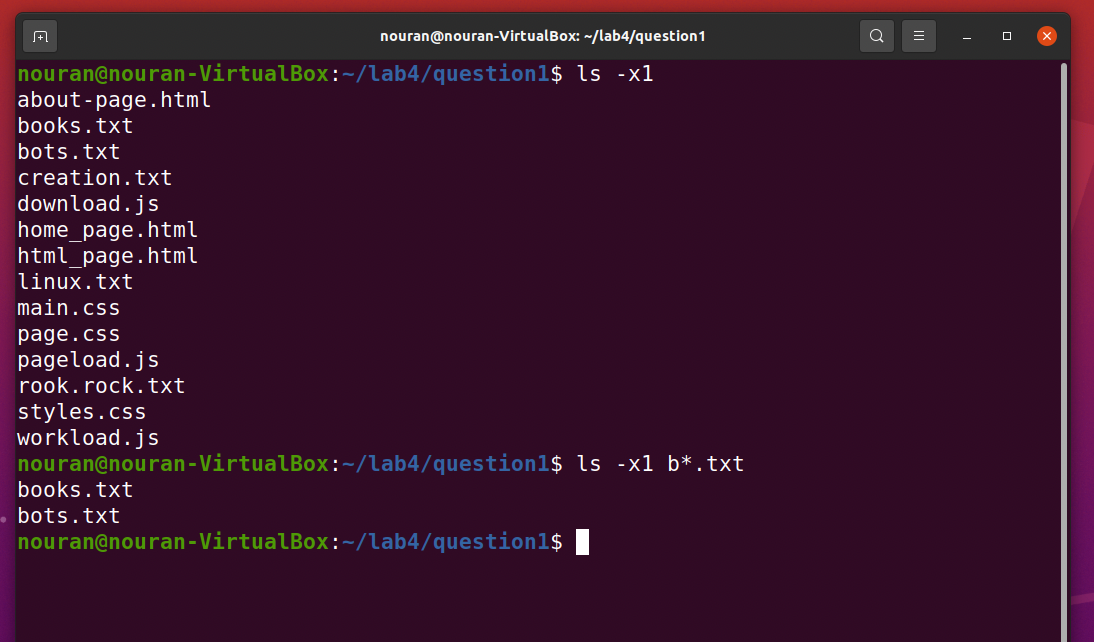 nouran@nouran-VirtualBox: ~/lab4/question1
nouran@nouran-VirtualBox:~/lab4/question1$ ls -x1
about-page.html
books.txt
bots.txt
creation.txt
download.js
home_page.html
html_page.html
linux.txt
main.css
page.css
pageload.js
rook.rock.txt
styles.css
workload.js
nouran@nouran-VirtualBox:~/lab4/question1$ ls -x1 b*.txt
books.txt
bots.txt
nouran@nouran-VirtualBox:~/lab4/question1$